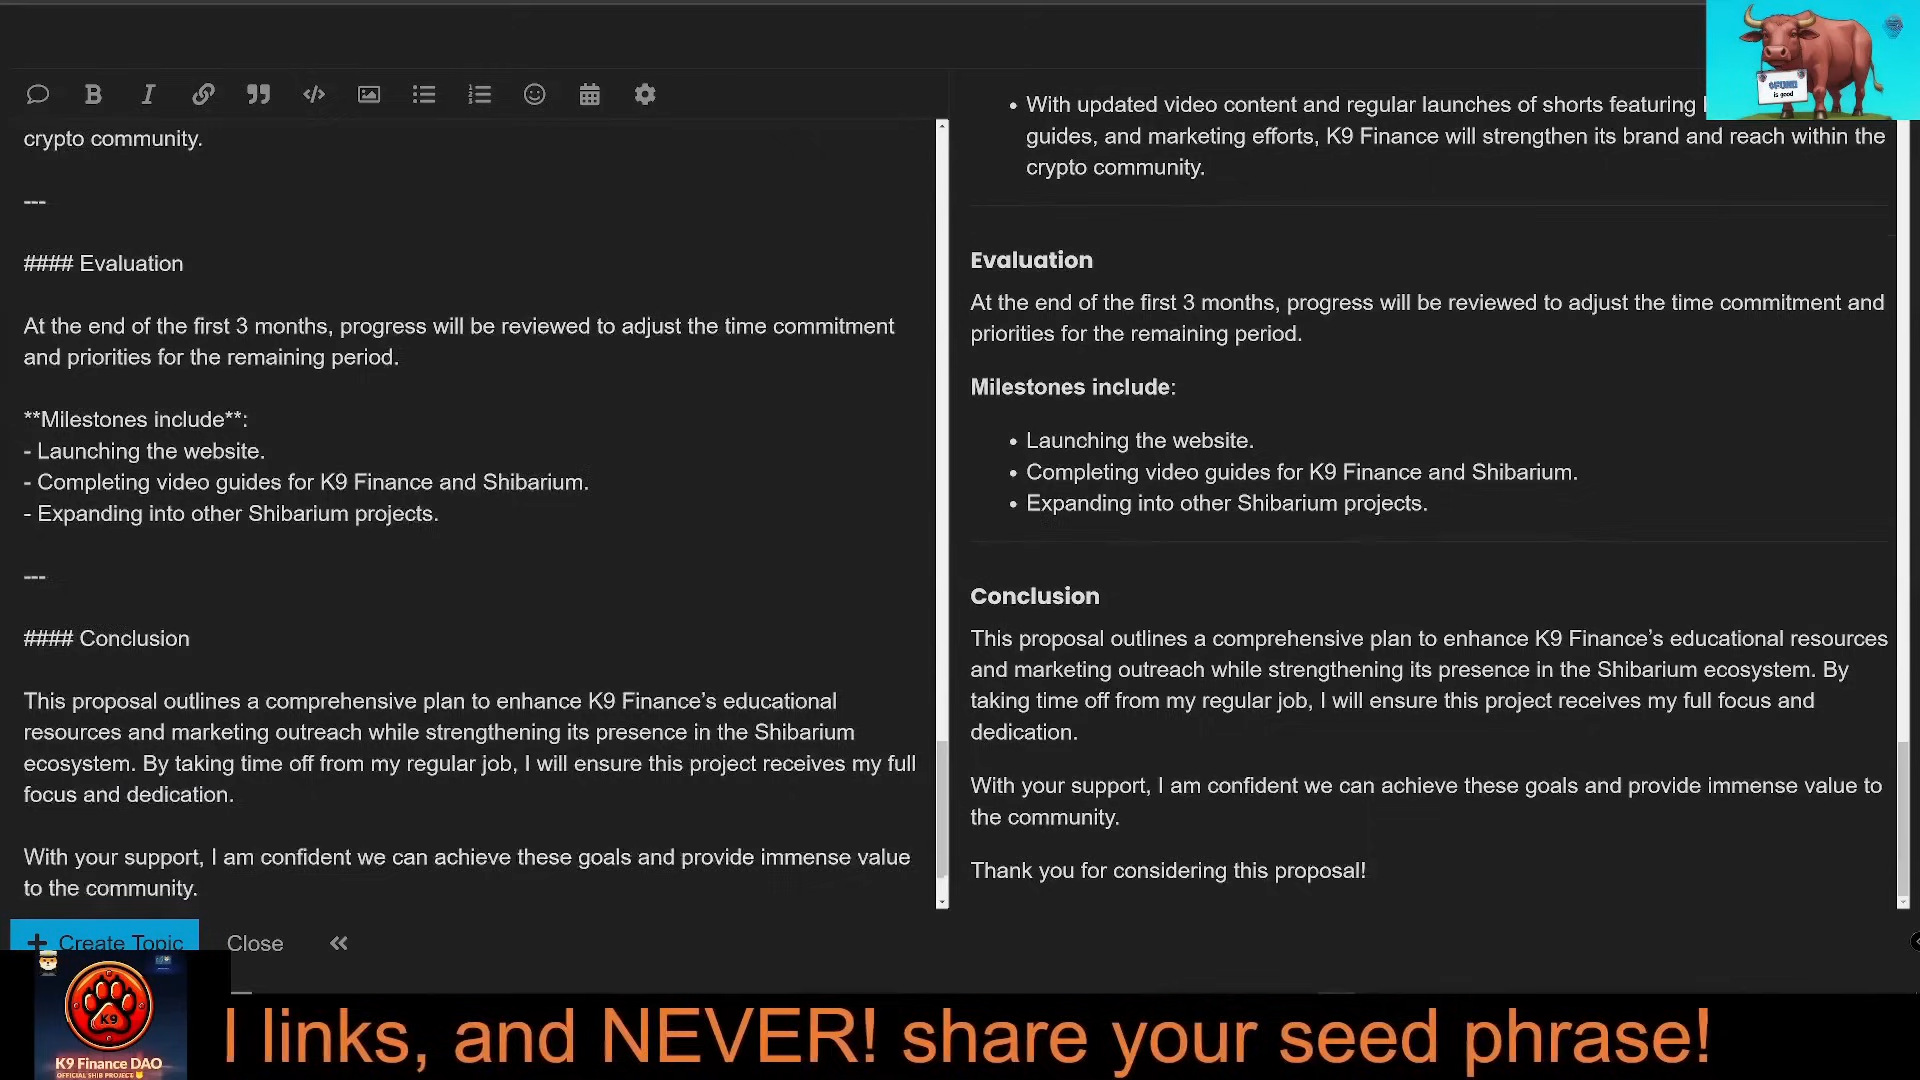 crypto community.
---
#### Evaluation
At the end of the first 3 months, progress will be reviewed to adjust the time commitment
and priorities for the remaining period.
**Milestones include**:
- Launching the website.
- Completing video guides for K9 Finance and Shibarium.
- Expanding into other Shibarium projects.
---
#### Conclusion
This proposal outlines a comprehensive plan to enhance K9 Finance’s educational
resources and marketing outreach while strengthening its presence in the Shibarium
ecosystem. By taking time off from my regular job, I will ensure this project receives my full
focus and dedication.
With your support, I am confident we can achieve these goals and provide immense value
to the community.
• With updated video content and regular launches of shorts featuring
guides, and marketing efforts, K9 Finance will strengthen its brand and reach within the
crypto community.
Evaluation
At the end of the first 3 months, progress will be reviewed to adjust the time commitment and
priorities for the remaining period.
Milestones include:
• Launching the website.
• Completing video guides for K9 Finance and Shibarium.
• Expanding into other Shibarium projects.
Conclusion
This proposal outlines a comprehensive plan to enhance K9 Finance’s educational resources
and marketing outreach while strengthening its presence in the Shibarium ecosystem. By
taking time off from my regular job, I will ensure this project receives my full focus and
dedication.
With your support, I am confident we can achieve these goals and provide immense value to
the community.
Thank you for considering this proposal!
is good
+ Create Topic
Close
K9
K9 Finance DAO
OFFICIAL SHIB PROJECT
l links, and NEVER! share your seed phrase!